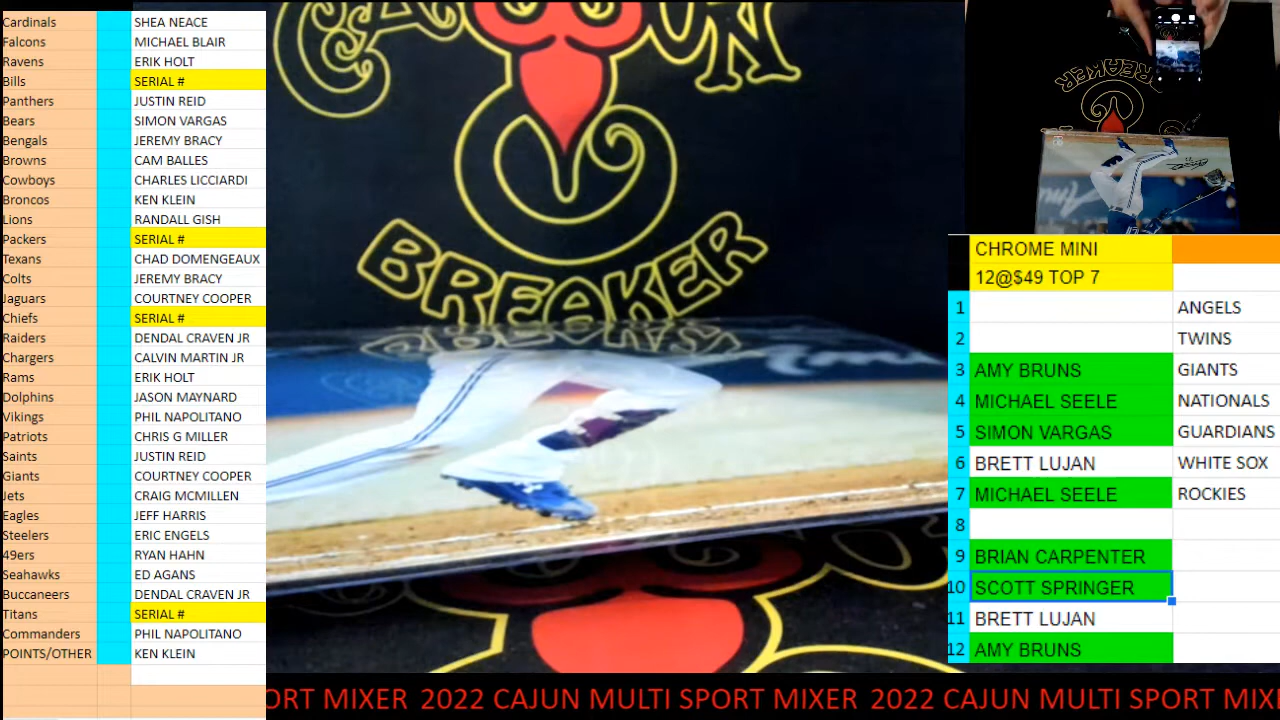 Cardinals SHEA NEACE
Falcons MICHAEL BLAIR
Ravens ERIK HOLT
Bills SERIAL #
Panthers JUSTIN REID
Bears SIMON VARGAS
Bengals JEREMY BRACY
Browns CAM BALLES
Cowboys CHARLES LICCIARDI
Broncos KEN KLEIN
Lions RANDALL GISH
Packers SERIAL #
Texans CHAD DOMENGEAUX
Colts JEREMY BRACY
Jaguars COURTNEY COOPER
Chiefs SERIAL #
Raiders DENDAL CRAVEN JR
Chargers CALVIN MARTIN JR
Rams ERIK HOLT
Dolphins JASON MAYNARD
Vikings PHIL NAPOLITANO
Patriots CHRIS G MILLER
Saints JUSTIN REID
Giants COURTNEY COOPER
Jets CRAIG MCMILLEN
Eagles JEFF HARRIS
Steelers ERIC ENGELS
49ers RYAN HAHN
Seahawks ED AGANS
Buccaneers DENDAL CRAVEN JR
Titans SERIAL #
Commanders PHIL NAPOLITANO
POINTS/OTHER KEN KLEIN
BREAKER
BREAKER
CHROME MINI
12@$49 TOP 7
1 ANGELS
2 TWINS
3 AMY BRUNS GIANTS
4 MICHAEL SEELE NATIONALS
5 SIMON VARGAS GUARDIANS
6 BRETT LUJAN WHITE SOX
7 MICHAEL SEELE ROCKIES
8
9 BRIAN CARPENTER
10 SCOTT SPRINGER
11 BRETT LUJAN
12 AMY BRUNS
ORT MIXER 2022 CAJUN MULTI SPORT MIXER 2022 CAJUN MULTI SPORT MIXI